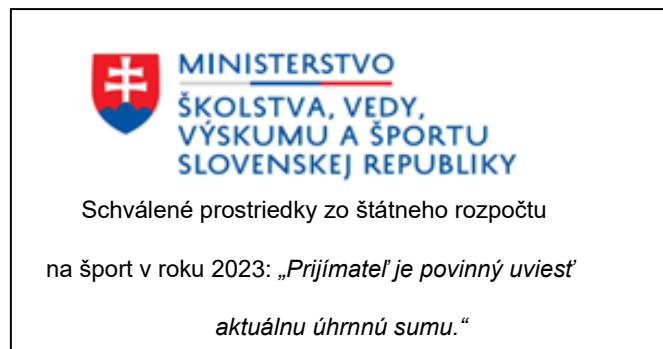 MINISTERSTVO
ŠKOLSTVA, VEDY,
VÝSKUMU A ŠPORTU
SLOVENSKEJ REPUBLIKY
Schválené prostriedky zo štátneho rozpočtu
na šport v roku 2023: „Prijímateľ je povinný uviesť
aktuálnu úhrnnú sumu.“